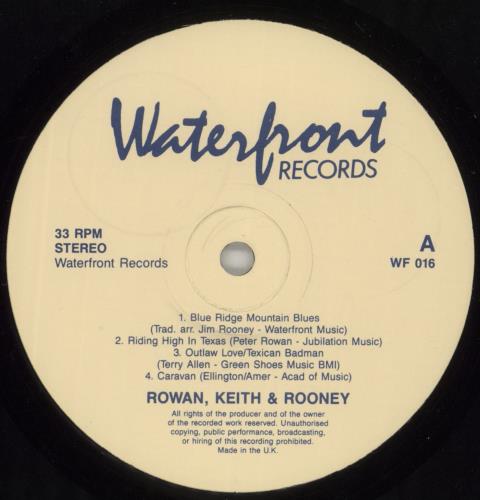 Waterfront
RECORDS
33 RPM
STEREO
Waterfront Records
A
WF 016
1. Blue Ridge Mountain Blues
(Trad. arr. Jim Rooney - Waterfront Music)
2. Riding High In Texas (Peter Rowan - Jubilation Music)
3. Outlaw Love/Texican Badman
(Terry Allen - Green Shoes Music BMI)
4. Caravan (Ellington/Amer - Acad of Music)
ROWAN, KEITH & ROONEY
All rights of the producer and of the owner
of the recorded work reserved. Unauthorised
copying, public performance, broadcasting,
or hiring of this recording prohibited.
Made in the U.K.